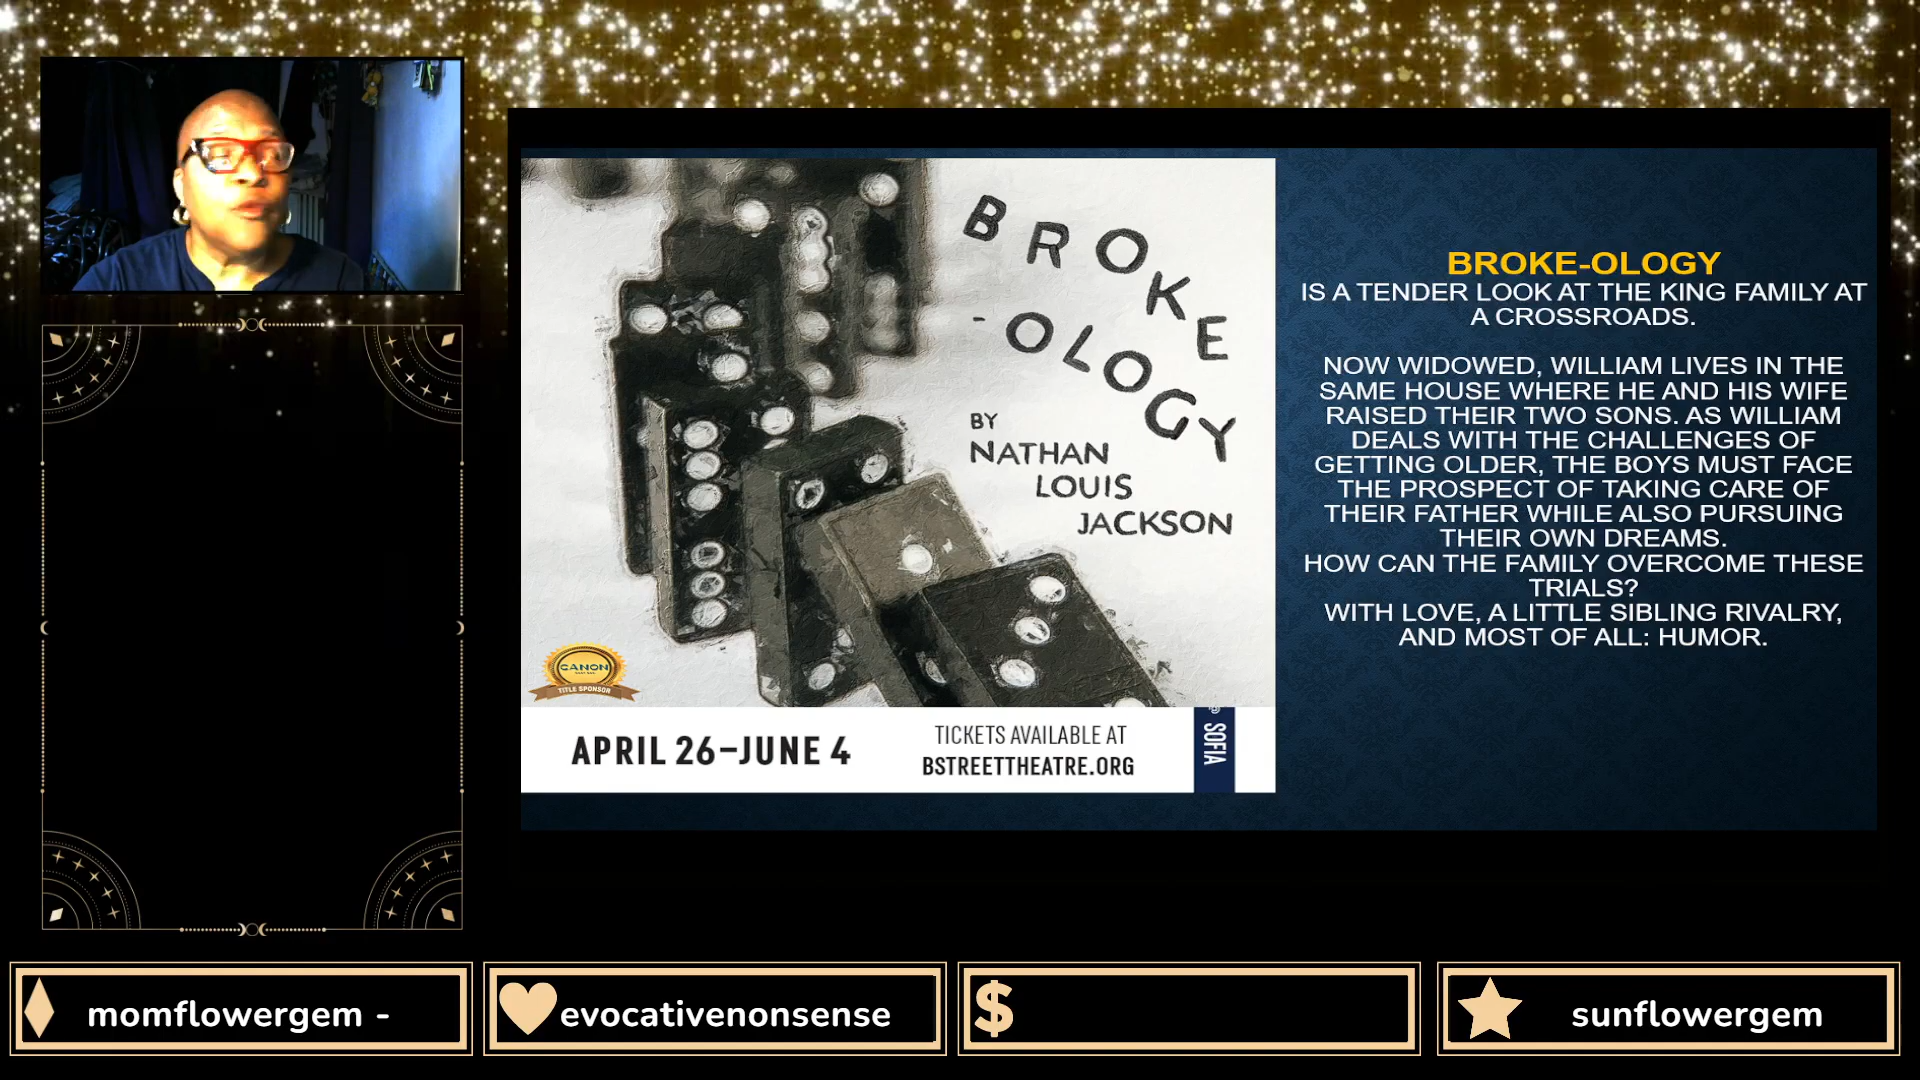 BROKE
-OLOGY
BY
NATHAN
LOUIS
JACKSON
CANON
TITLE SPONSOR
APRIL 26–JUNE 4
TICKETS AVAILABLE AT
BSTREETTHEATRE.ORG
@ SOFIA
BROKE-OLOGY
IS A TENDER LOOK AT THE KING FAMILY AT
A CROSSROADS.
NOW WIDOWED, WILLIAM LIVES IN THE
SAME HOUSE WHERE HE AND HIS WIFE
RAISED THEIR TWO SONS. AS WILLIAM
DEALS WITH THE CHALLENGES OF
GETTING OLDER, THE BOYS MUST FACE
THE PROSPECT OF TAKING CARE OF
THEIR FATHER WHILE ALSO PURSUING
THEIR OWN DREAMS.
HOW CAN THE FAMILY OVERCOME THESE
TRIALS?
WITH LOVE, A LITTLE SIBLING RIVALRY,
AND MOST OF ALL: HUMOR.
momflowergem -
evocativenonsense
$
sunflowergem